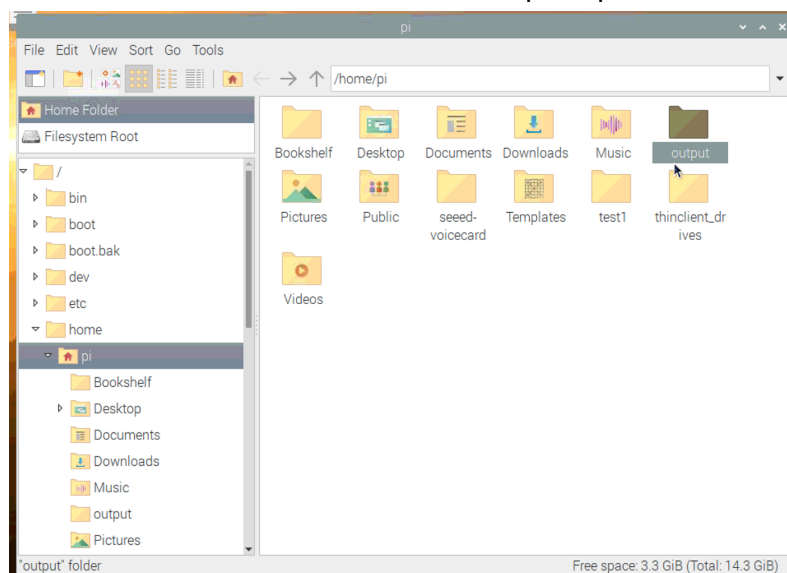 pi
File Edit View Sort Go Tools
/home/pi
Home Folder
Filesystem Root
/
bin
boot
boot.bak
dev
etc
home
pi
Bookshelf
Desktop
Documents
Downloads
Music
output
Pictures
Bookshelf Desktop Documents Downloads Music output
Pictures Public seeed- Templates test1 thinclient_dr
voicecard ives
Videos
"output" folder Free space: 3.3 GiB (Total: 14.3 GiB)